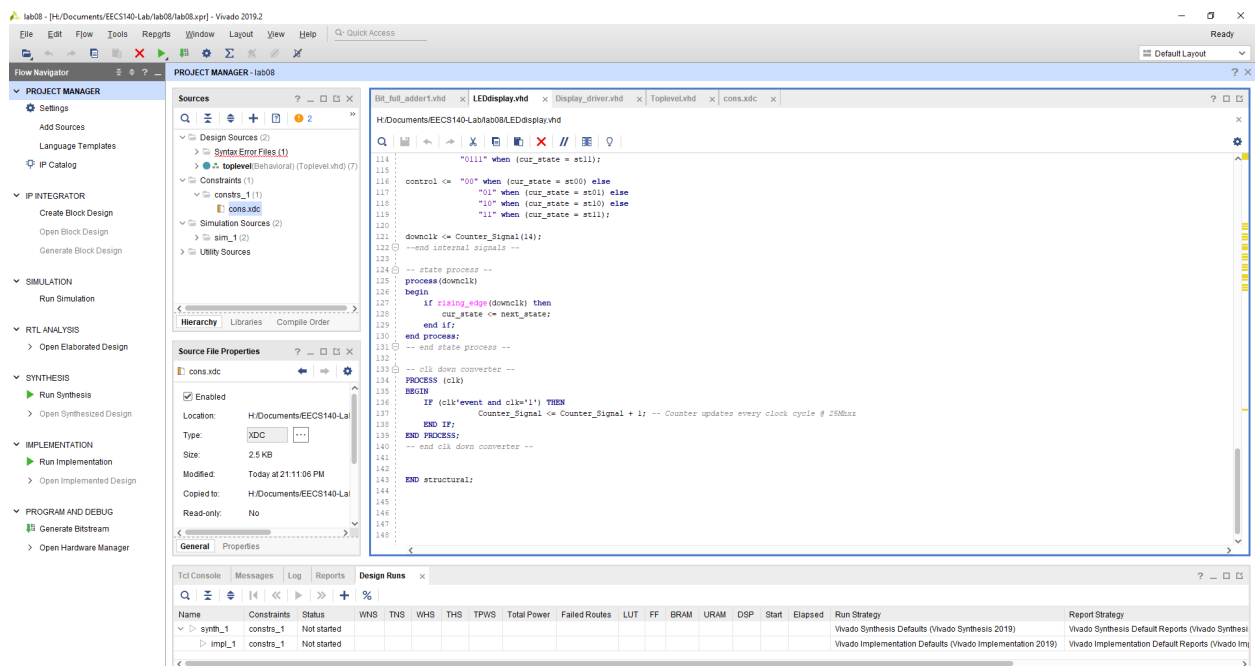 lab08 - [H:/Documents/EECS140-Lab/lab08/lab08.xpr] - Vivado 2019.2
File Edit Flow Tools Reports Window Layout View Help Quick Access Ready
Default Layout
Flow Navigator
PROJECT MANAGER
Settings
Add Sources
Language Templates
IP Catalog
IP INTEGRATOR
Create Block Design
Open Block Design
Generate Block Design
SIMULATION
Run Simulation
RTL ANALYSIS
Open Elaborated Design
SYNTHESIS
Run Synthesis
Open Synthesized Design
IMPLEMENTATION
Run Implementation
Open Implemented Design
PROGRAM AND DEBUG
Generate Bitstream
Open Hardware Manager
PROJECT MANAGER - lab08
Sources
2
Design Sources (2)
Syntax Error Files (1)
toplevel(Behavioral) (Toplevel.vhd) (7)
Constraints (1)
constrs_1 (1)
cons.xdc
Simulation Sources (2)
sim_1 (2)
Utility Sources
Hierarchy Libraries Compile Order
Source File Properties
cons.xdc
Enabled
Location: H:/Documents/EECS140-Lal
Type: XDC
Size: 2.5 KB
Modified: Today at 21:11:06 PM
Copied to: H:/Documents/EECS140-Lal
Read-only: No
General Properties
Bit_full_adder1.vhd LEDdisplay.vhd Display_driver.vhd Toplevel.vhd cons.xdc
H:/Documents/EECS140-Lab/lab08/LEDdisplay.vhd
114 "0111" when (cur_state = st11);
115
116 control <= "00" when (cur_state = st00) else
117 "01" when (cur_state = st01) else
118 "10" when (cur_state = st10) else
119 "11" when (cur_state = st11);
120
121 downclk <= Counter_Signal(14);
122 --end internal signals --
123
124 -- state process --
125 process(downclk)
126 begin
127 if rising_edge(downclk) then
128 cur_state <= next_state;
129 end if;
130 end process;
131 -- end state process --
132
133 -- clk down converter --
134 PROCESS (clk)
135 BEGIN
136 IF (clk'event and clk='1') THEN
137 Counter_Signal <= Counter_Signal + 1; -- Counter updates every clock cycle @ 25Mhxz
138 END IF;
139 END PROCESS;
140 -- end clk down converter --
141
142
143 END structural;
144
145
146
147
148
Tcl Console Messages Log Reports Design Runs
Name Constraints Status WNS TNS WHS THS TPWS Total Power Failed Routes LUT FF BRAM URAM DSP Start Elapsed Run Strategy Report Strategy
synth_1 constrs_1 Not started Vivado Synthesis Defaults (Vivado Synthesis 2019) Vivado Synthesis Default Reports (Vivado Synthesi
impl_1 constrs_1 Not started Vivado Implementation Defaults (Vivado Implementation 2019) Vivado Implementation Default Reports (Vivado Im